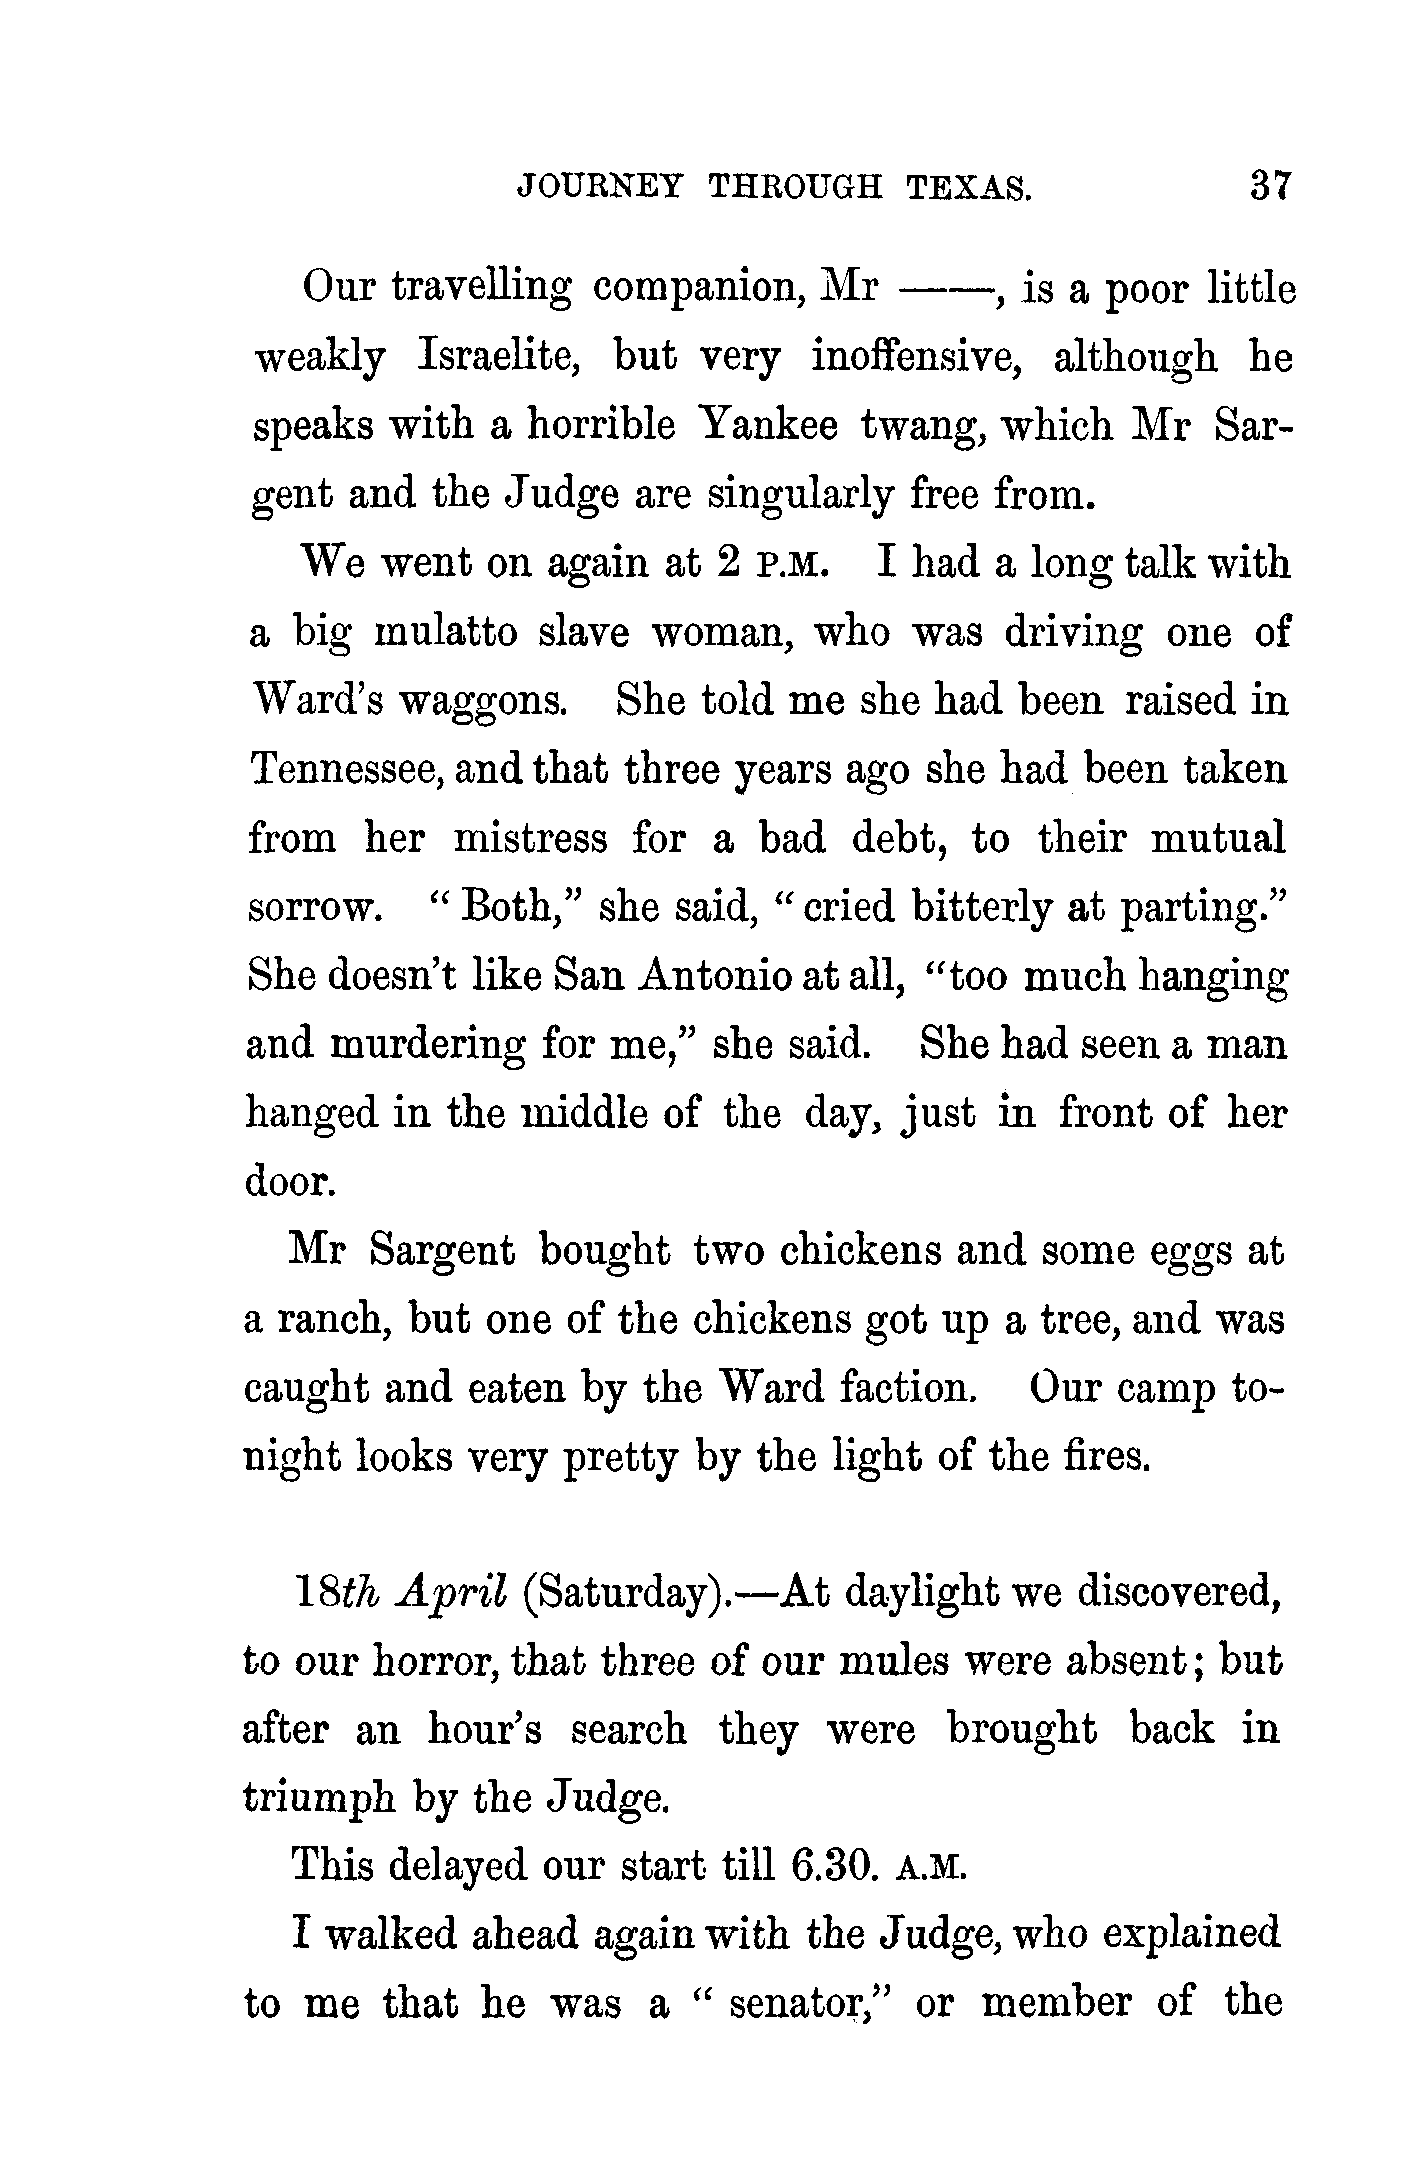 JOURNEY THROUGH TEXAS. 37
Our travelling companion, Mr ——, is a poor little
weakly Israelite, but very inoffensive, although he
speaks with a horrible Yankee twang, which Mr Sar-
gent and the Judge are singularly free from.
We went on again at 2 P.M. I had a long talk with
a big mulatto slave woman, who was driving one of
Ward's waggons. She told me she had been raised in
Tennessee, and that three years ago she had been taken
from her mistress for a bad debt, to their mutual
sorrow. “ Both,” she said, “ cried bitterly at parting.”
She doesn't like San Antonio at all, “too much hanging
and murdering for me,” she said. She had seen a man
hanged in the middle of the day, just in front of her
door.
Mr Sargent bought two chickens and some eggs at
a ranch, but one of the chickens got up a tree, and was
caught and eaten by the Ward faction. Our camp to-
night looks very pretty by the light of the fires.
18th April (Saturday).—At daylight we discovered,
to our horror, that three of our mules were absent; but
after an hour's search they were brought back in
triumph by the Judge.
This delayed our start till 6.30. A.M.
I walked ahead again with the Judge, who explained
to me that he was a “ senator,” or member of the